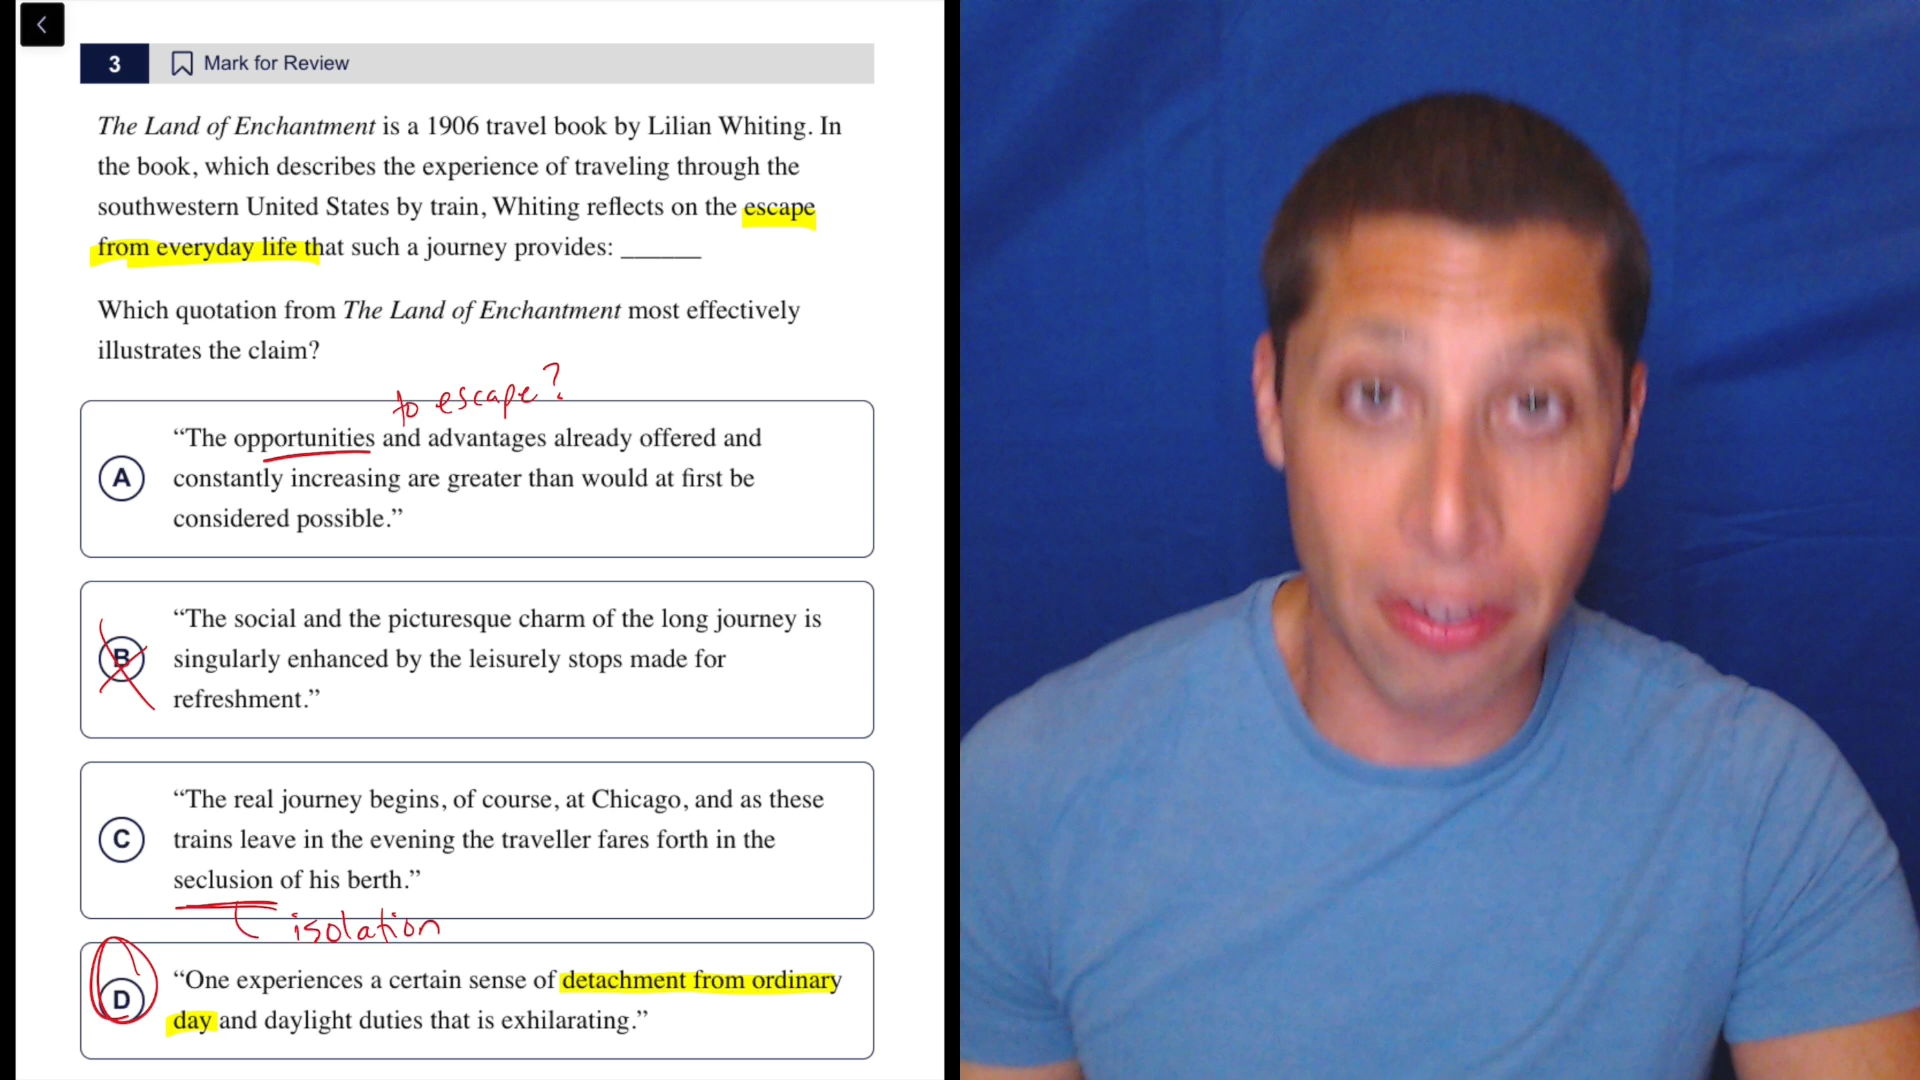 3 Mark for Review
The Land of Enchantment is a 1906 travel book by Lilian Whiting. In
the book, which describes the experience of traveling through the
southwestern United States by train, Whiting reflects on the escape
from everyday life that such a journey provides: ______
Which quotation from The Land of Enchantment most effectively
illustrates the claim?
to escape?
“The opportunities and advantages already offered and
A
constantly increasing are greater than would at first be
considered possible.”
“The social and the picturesque charm of the long journey is
B
singularly enhanced by the leisurely stops made for
refreshment.”
“The real journey begins, of course, at Chicago, and as these
C
trains leave in the evening the traveller fares forth in the
seclusion of his berth.”
isolation
“One experiences a certain sense of detachment from ordinary
D
day and daylight duties that is exhilarating.”